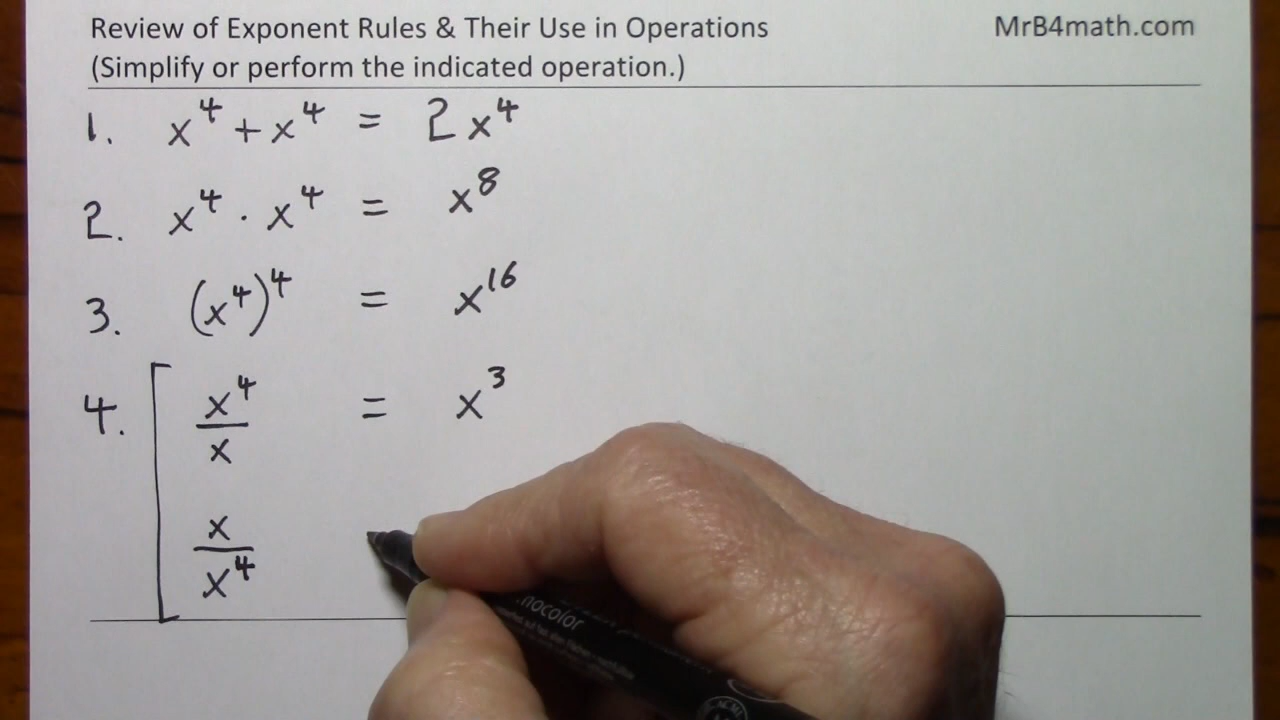 Review of Exponent Rules & Their Use in Operations MrB4math.com
(Simplify or perform the indicated operation.)
1. x⁴ + x⁴ = 2x⁴
2. x⁴ · x⁴ = x⁸
3. (x⁴)⁴ = x¹⁶
4. [ x⁴/x = x³
x/x⁴
nocolor